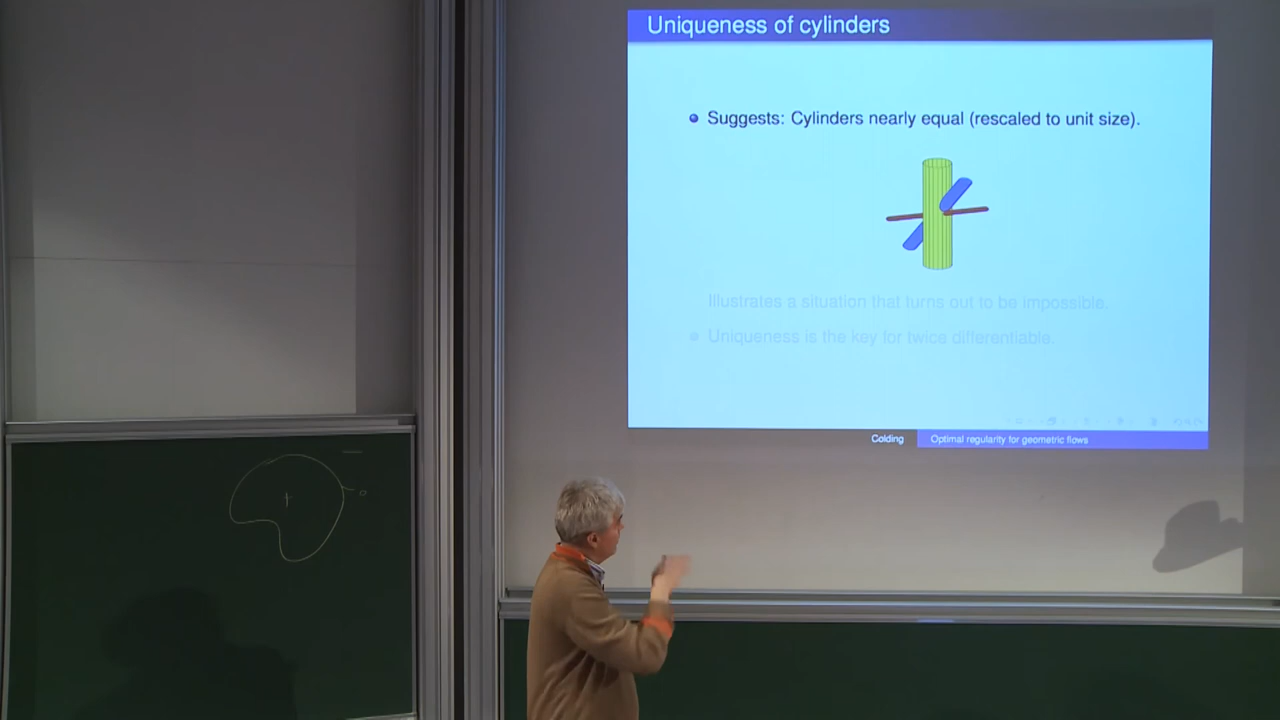 Uniqueness of cylinders
Suggests: Cylinders nearly equal (rescaled to unit size).
Illustrates a situation that turns out to be impossible.
Uniqueness is the key for twice differentiable.
Colding
Optimal regularity for geometric flows